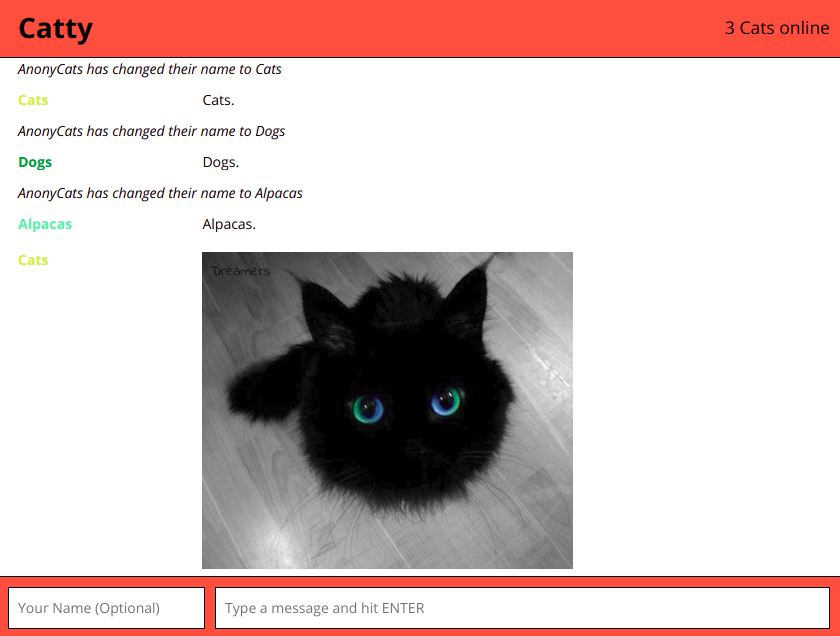 Catty
3 Cats online
AnonyCats has changed their name to Cats
Cats Cats.
AnonyCats has changed their name to Dogs
Dogs Dogs.
AnonyCats has changed their name to Alpacas
Alpacas Alpacas.
Cats
Dreamers
Your Name (Optional)
Type a message and hit ENTER